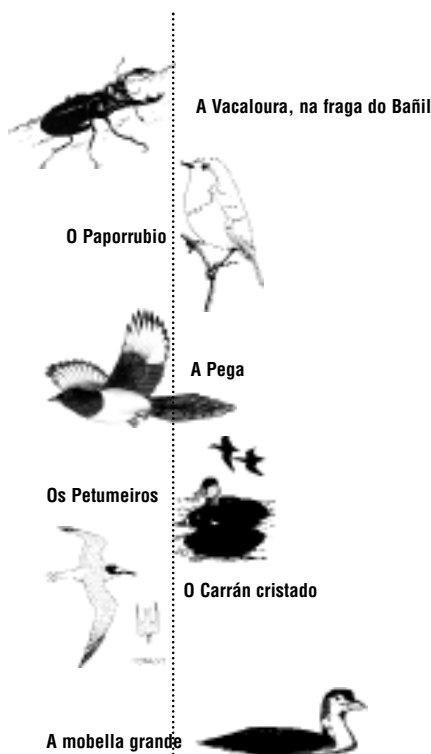 A Vacaloura, na fraga do Bañil
O Paporrubio
A Pega
Os Petumeiros
O Carrán cristado
A mobella grande